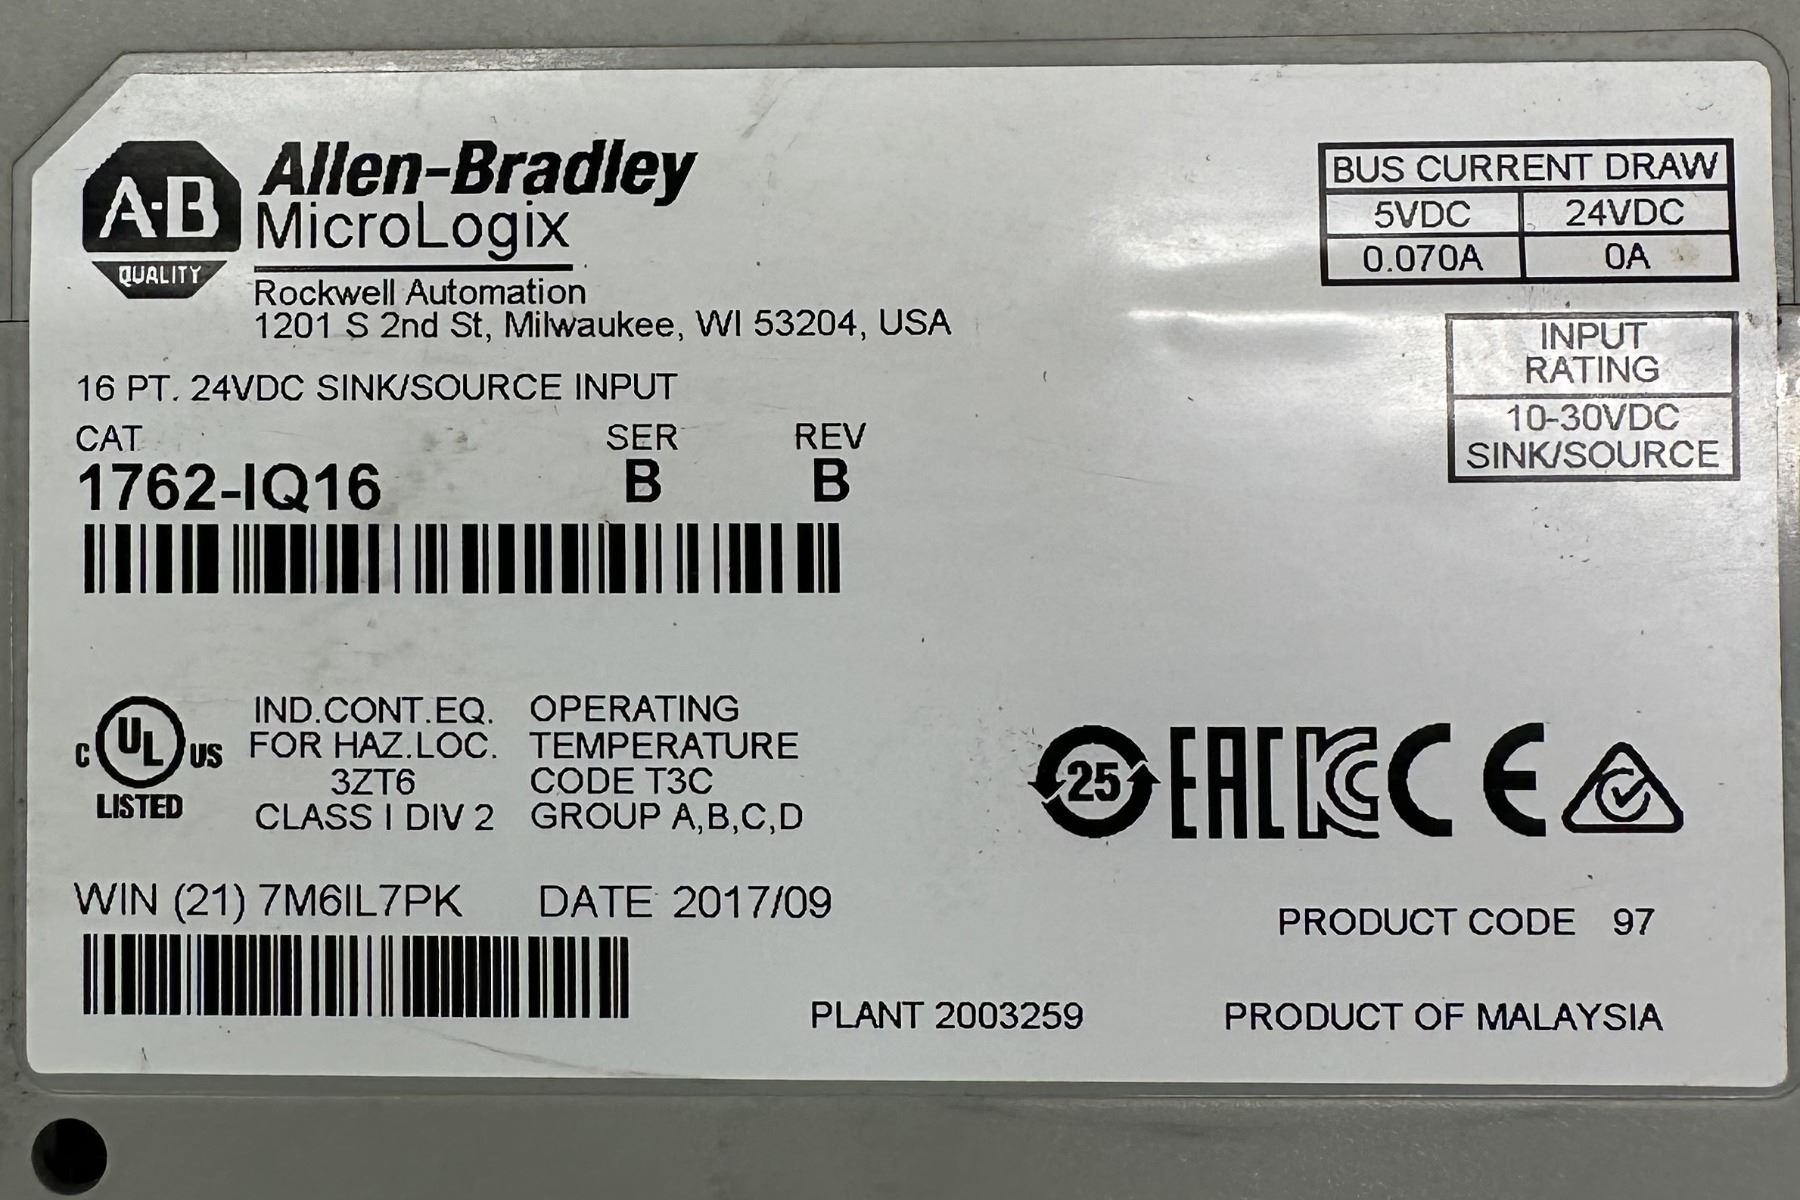 A-B
QUALITY
Allen-Bradley
MicroLogix
Rockwell Automation
1201 S 2nd St, Milwaukee, WI 53204, USA
16 PT. 24VDC SINK/SOURCE INPUT
CAT SER REV
1762-IQ16 B B
BUS CURRENT DRAW
5VDC 24VDC
0.070A 0A
INPUT
RATING
10-30VDC
SINK/SOURCE
C UL US
LISTED
IND.CONT.EQ.
FOR HAZ.LOC.
3ZT6
CLASS I DIV 2
OPERATING
TEMPERATURE
CODE T3C
GROUP A,B,C,D
25 EAC KC CE
WIN (21) 7M6IL7PK DATE 2017/09
PRODUCT CODE 97
PLANT 2003259
PRODUCT OF MALAYSIA